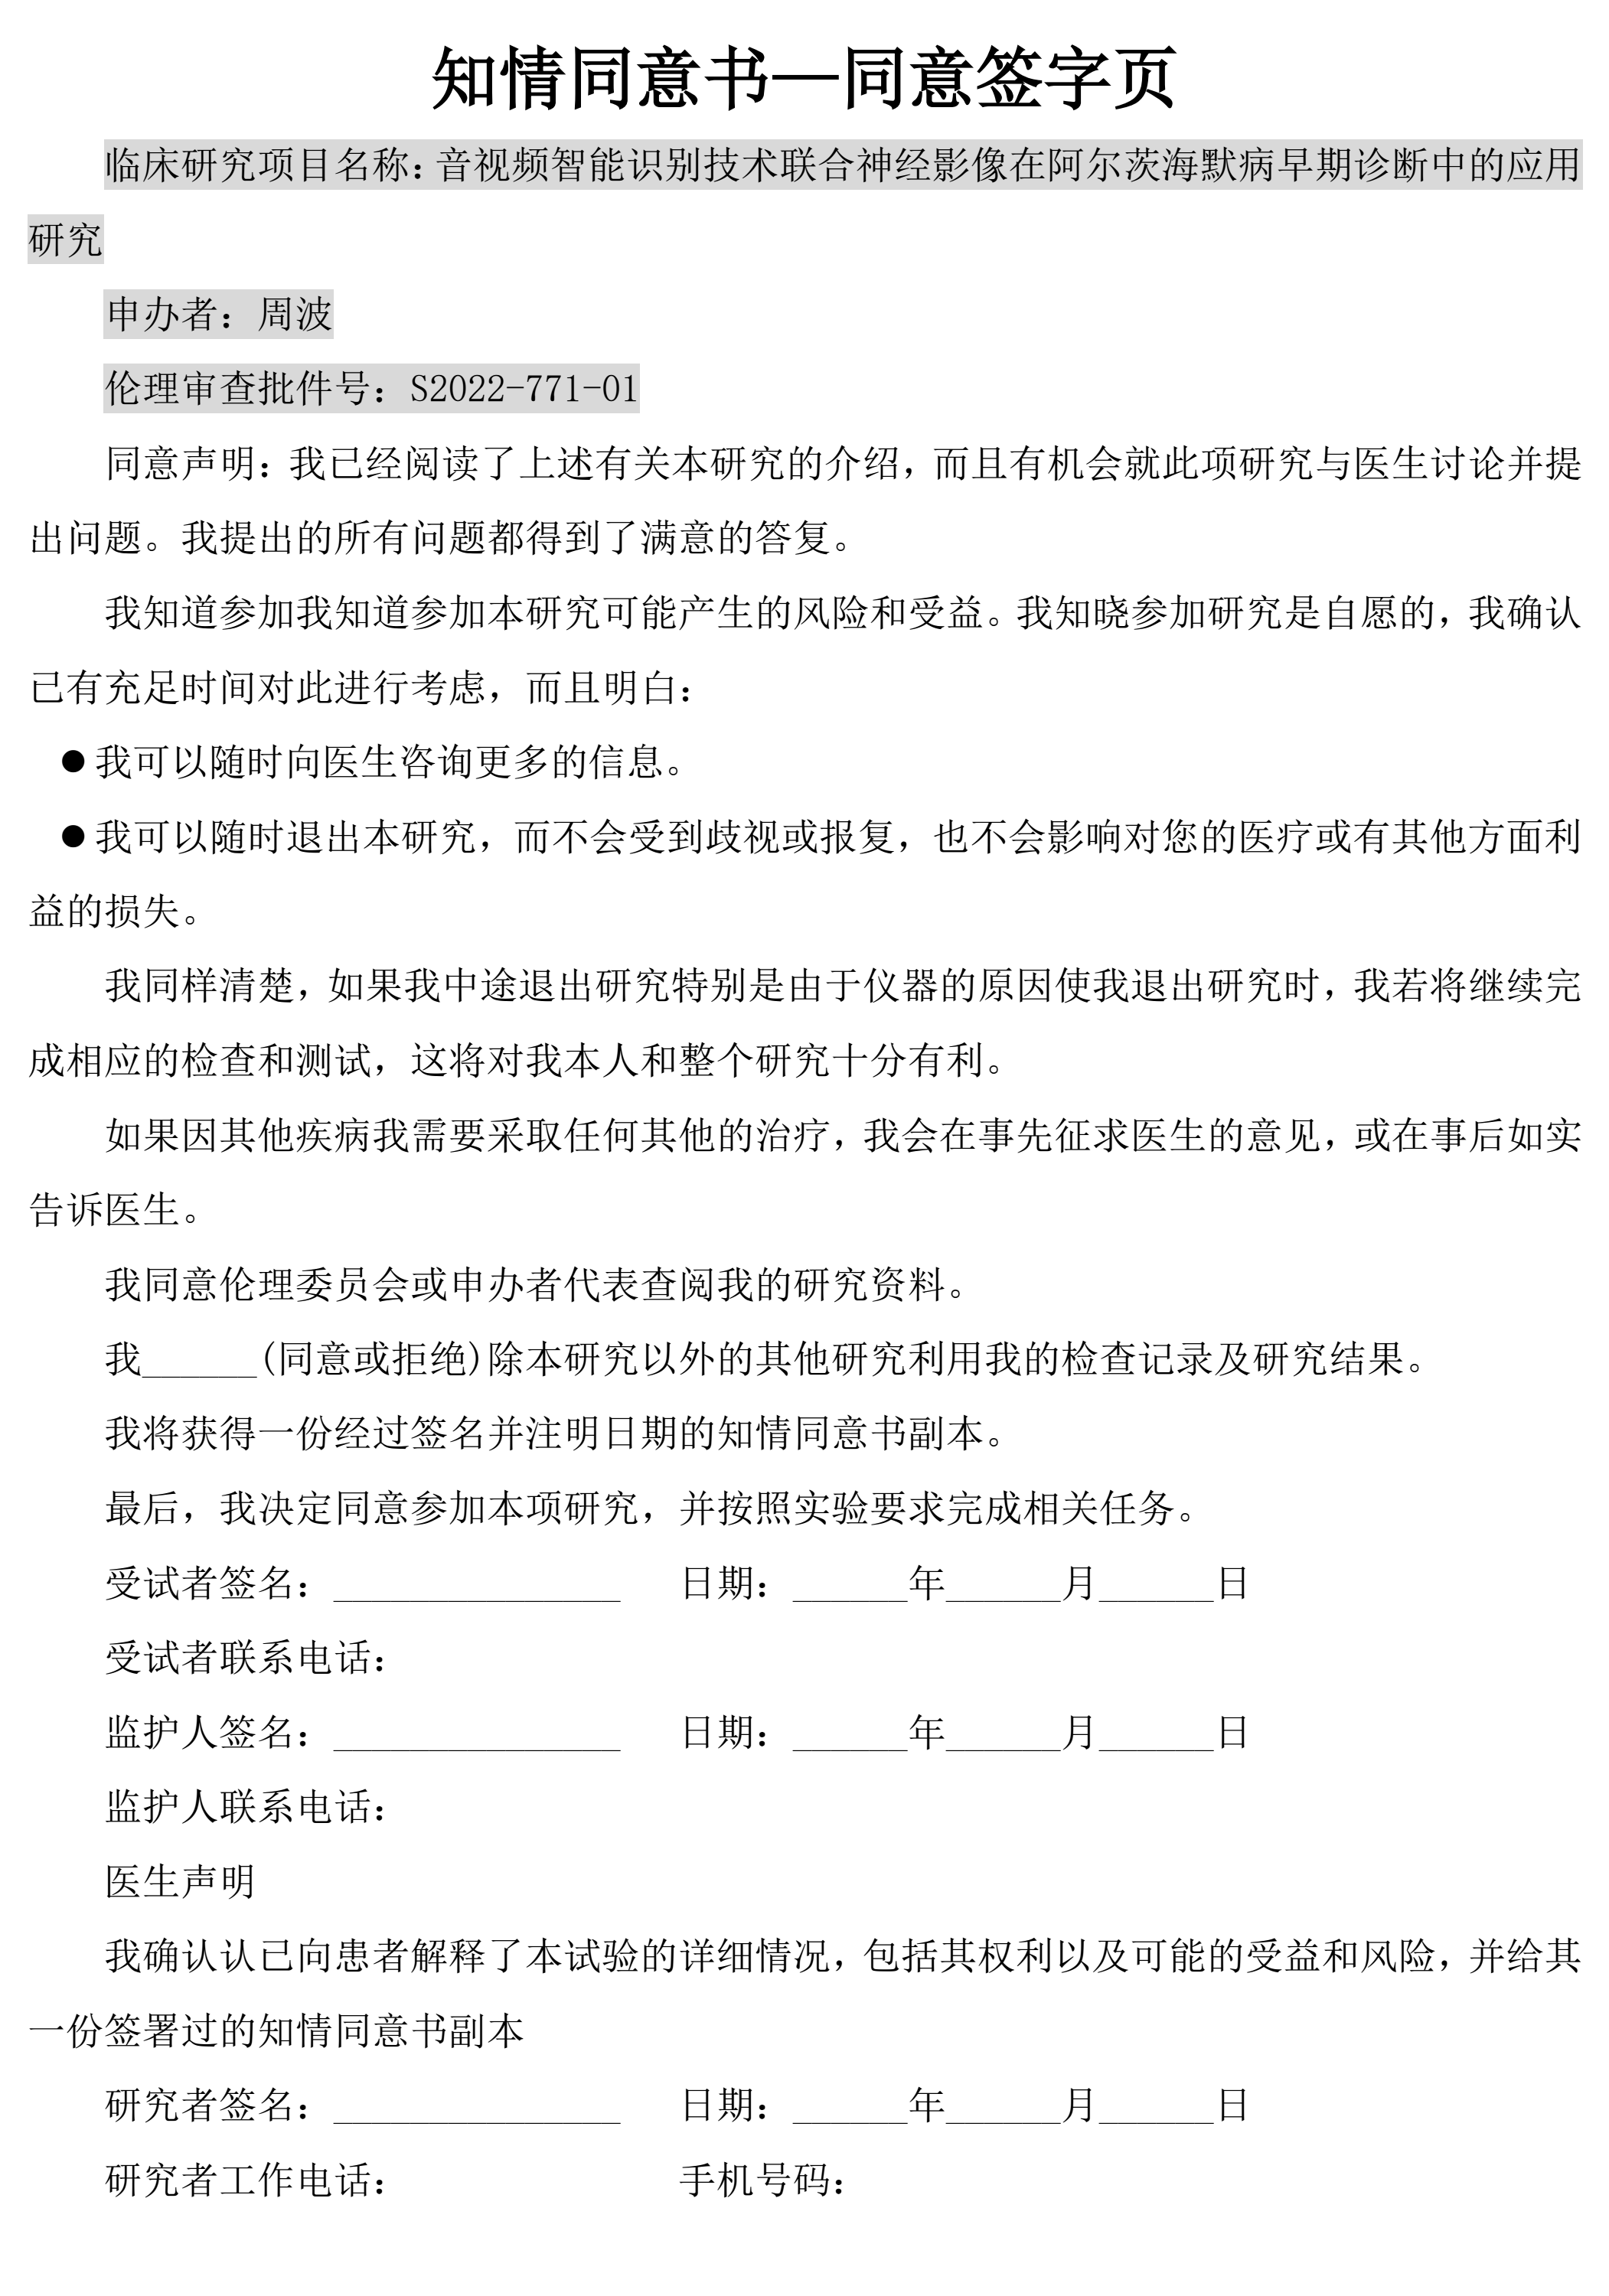 知情同意书—同意签字页
临床研究项目名称：音视频智能识别技术联合神经影像在阿尔茨海默病早期诊断中的应用
研究
申办者：周波
伦理审查批件号：S2022-771-01
同意声明：我已经阅读了上述有关本研究的介绍，而且有机会就此项研究与医生讨论并提
出问题。我提出的所有问题都得到了满意的答复。
我知道参加我知道参加本研究可能产生的风险和受益。我知晓参加研究是自愿的，我确认
已有充足时间对此进行考虑，而且明白：
●我可以随时向医生咨询更多的信息。
●我可以随时退出本研究，而不会受到歧视或报复，也不会影响对您的医疗或有其他方面利
益的损失。
我同样清楚，如果我中途退出研究特别是由于仪器的原因使我退出研究时，我若将继续完
成相应的检查和测试，这将对我本人和整个研究十分有利。
如果因其他疾病我需要采取任何其他的治疗，我会在事先征求医生的意见，或在事后如实
告诉医生。
我同意伦理委员会或申办者代表查阅我的研究资料。
我______(同意或拒绝)除本研究以外的其他研究利用我的检查记录及研究结果。
我将获得一份经过签名并注明日期的知情同意书副本。
最后，我决定同意参加本项研究，并按照实验要求完成相关任务。
受试者签名：_______________ 日期：______年______月______日
受试者联系电话：
监护人签名：_______________ 日期：______年______月______日
监护人联系电话：
医生声明
我确认认已向患者解释了本试验的详细情况，包括其权利以及可能的受益和风险，并给其
一份签署过的知情同意书副本
研究者签名：_______________ 日期：______年______月______日
研究者工作电话： 手机号码：